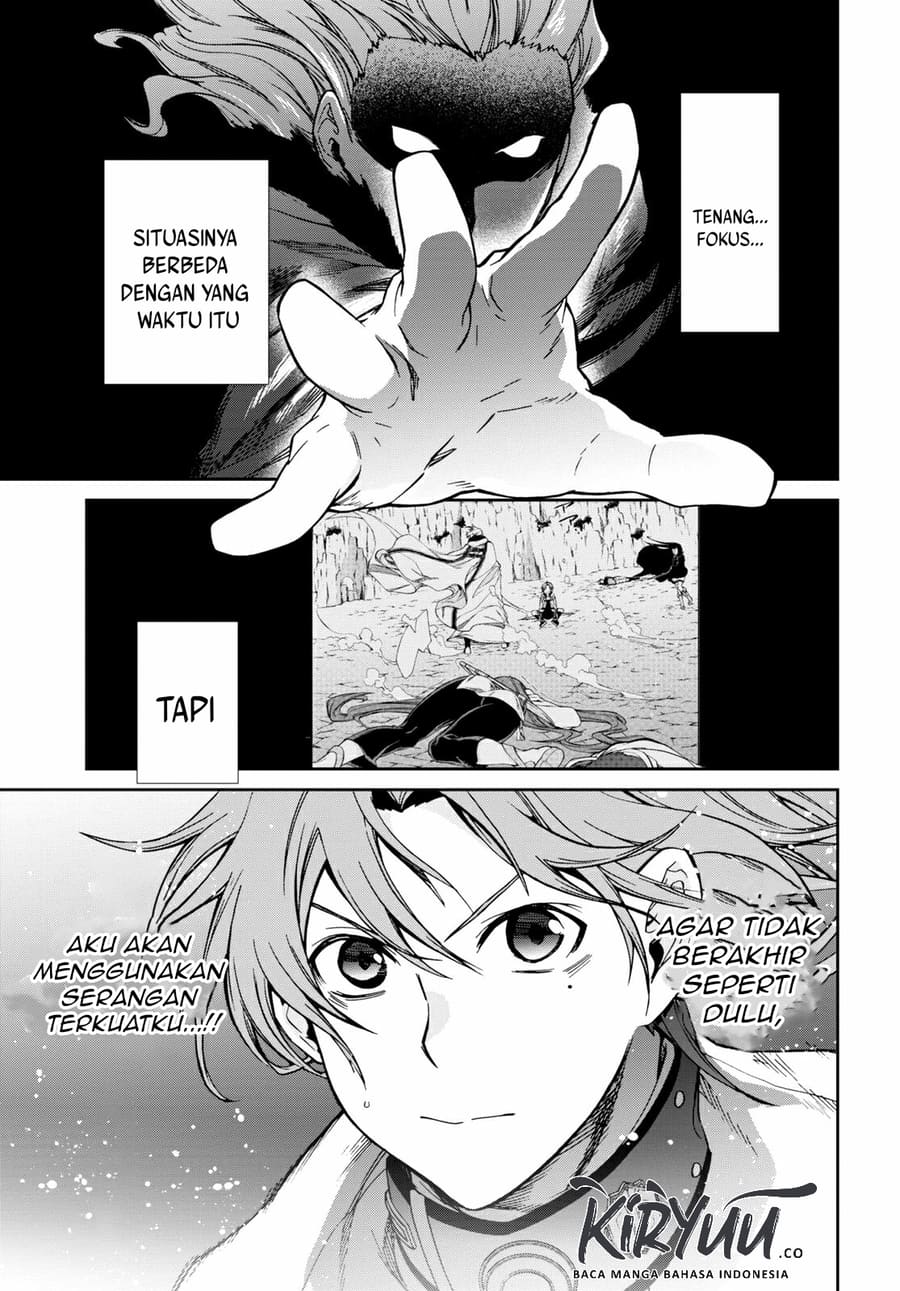 TENANG...
FOKUS...
SITUASINYA
BERBEDA
DENGAN YANG
WAKTU ITU
TAPI
AGAR TIDAK
BERAKHIR
SEPERTI
DULU,
AKU AKAN
MENGGUNAKAN
SERANGAN
TERKUATKU...!!
KIRYUU.CO
BACA MANGA BAHASA INDONESIA